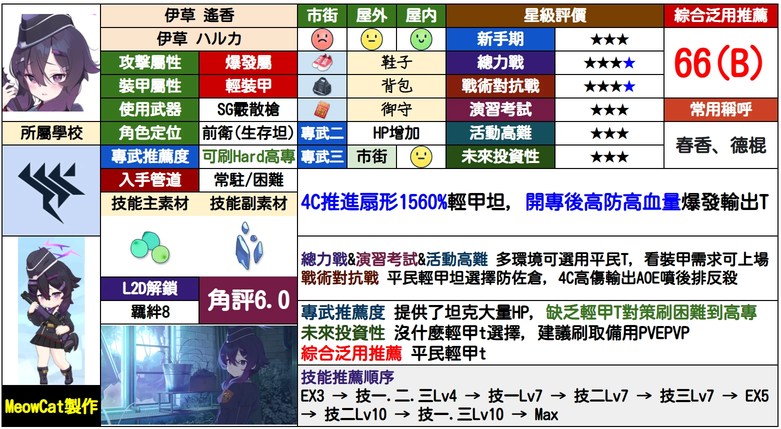 伊草 遙香
伊草 ハルカ
市街 屋外 屋內
星級評價
綜合泛用推薦
66(B)
常用稱呼
春香、德棍
攻擊屬性 爆發屬
裝甲屬性 輕裝甲
使用武器 SG霰散槍
角色定位 前衛(生存坦)
專武推薦度 可刷Hard高專
入手管道 常駐/困難
技能主素材 技能副素材
鞋子
背包
御守
專武二 HP增加
專武三 市街
新手期 ★★★
總力戰 ★★★★
戰術對抗戰 ★★★★
演習考試 ★★★
活動高難 ★★★
未來投資性 ★★★
所屬學校
4C推進扇形1560%輕甲坦, 開專後高防高血量爆發輸出T
總力戰&演習考試&活動高難 多環境可選用平民T, 看裝甲需求可上場
戰術對抗戰 平民輕甲坦選擇防佐倉, 4C高傷輸出AOE噴後排反殺
L2D解鎖
羈絆8
角評6.0
專武推薦度 提供了坦克大量HP, 缺乏輕甲T對策刷困難到高專
未來投資性 沒什麼輕甲t選擇, 建議刷取備用PVEPVP
綜合泛用推薦 平民輕甲t
技能推薦順序
EX3 → 技一.二.三Lv4 → 技一Lv7 → 技二Lv7 → 技三Lv7 → EX5
→ 技二Lv10 → 技一.三Lv10 → Max
MeowCat製作